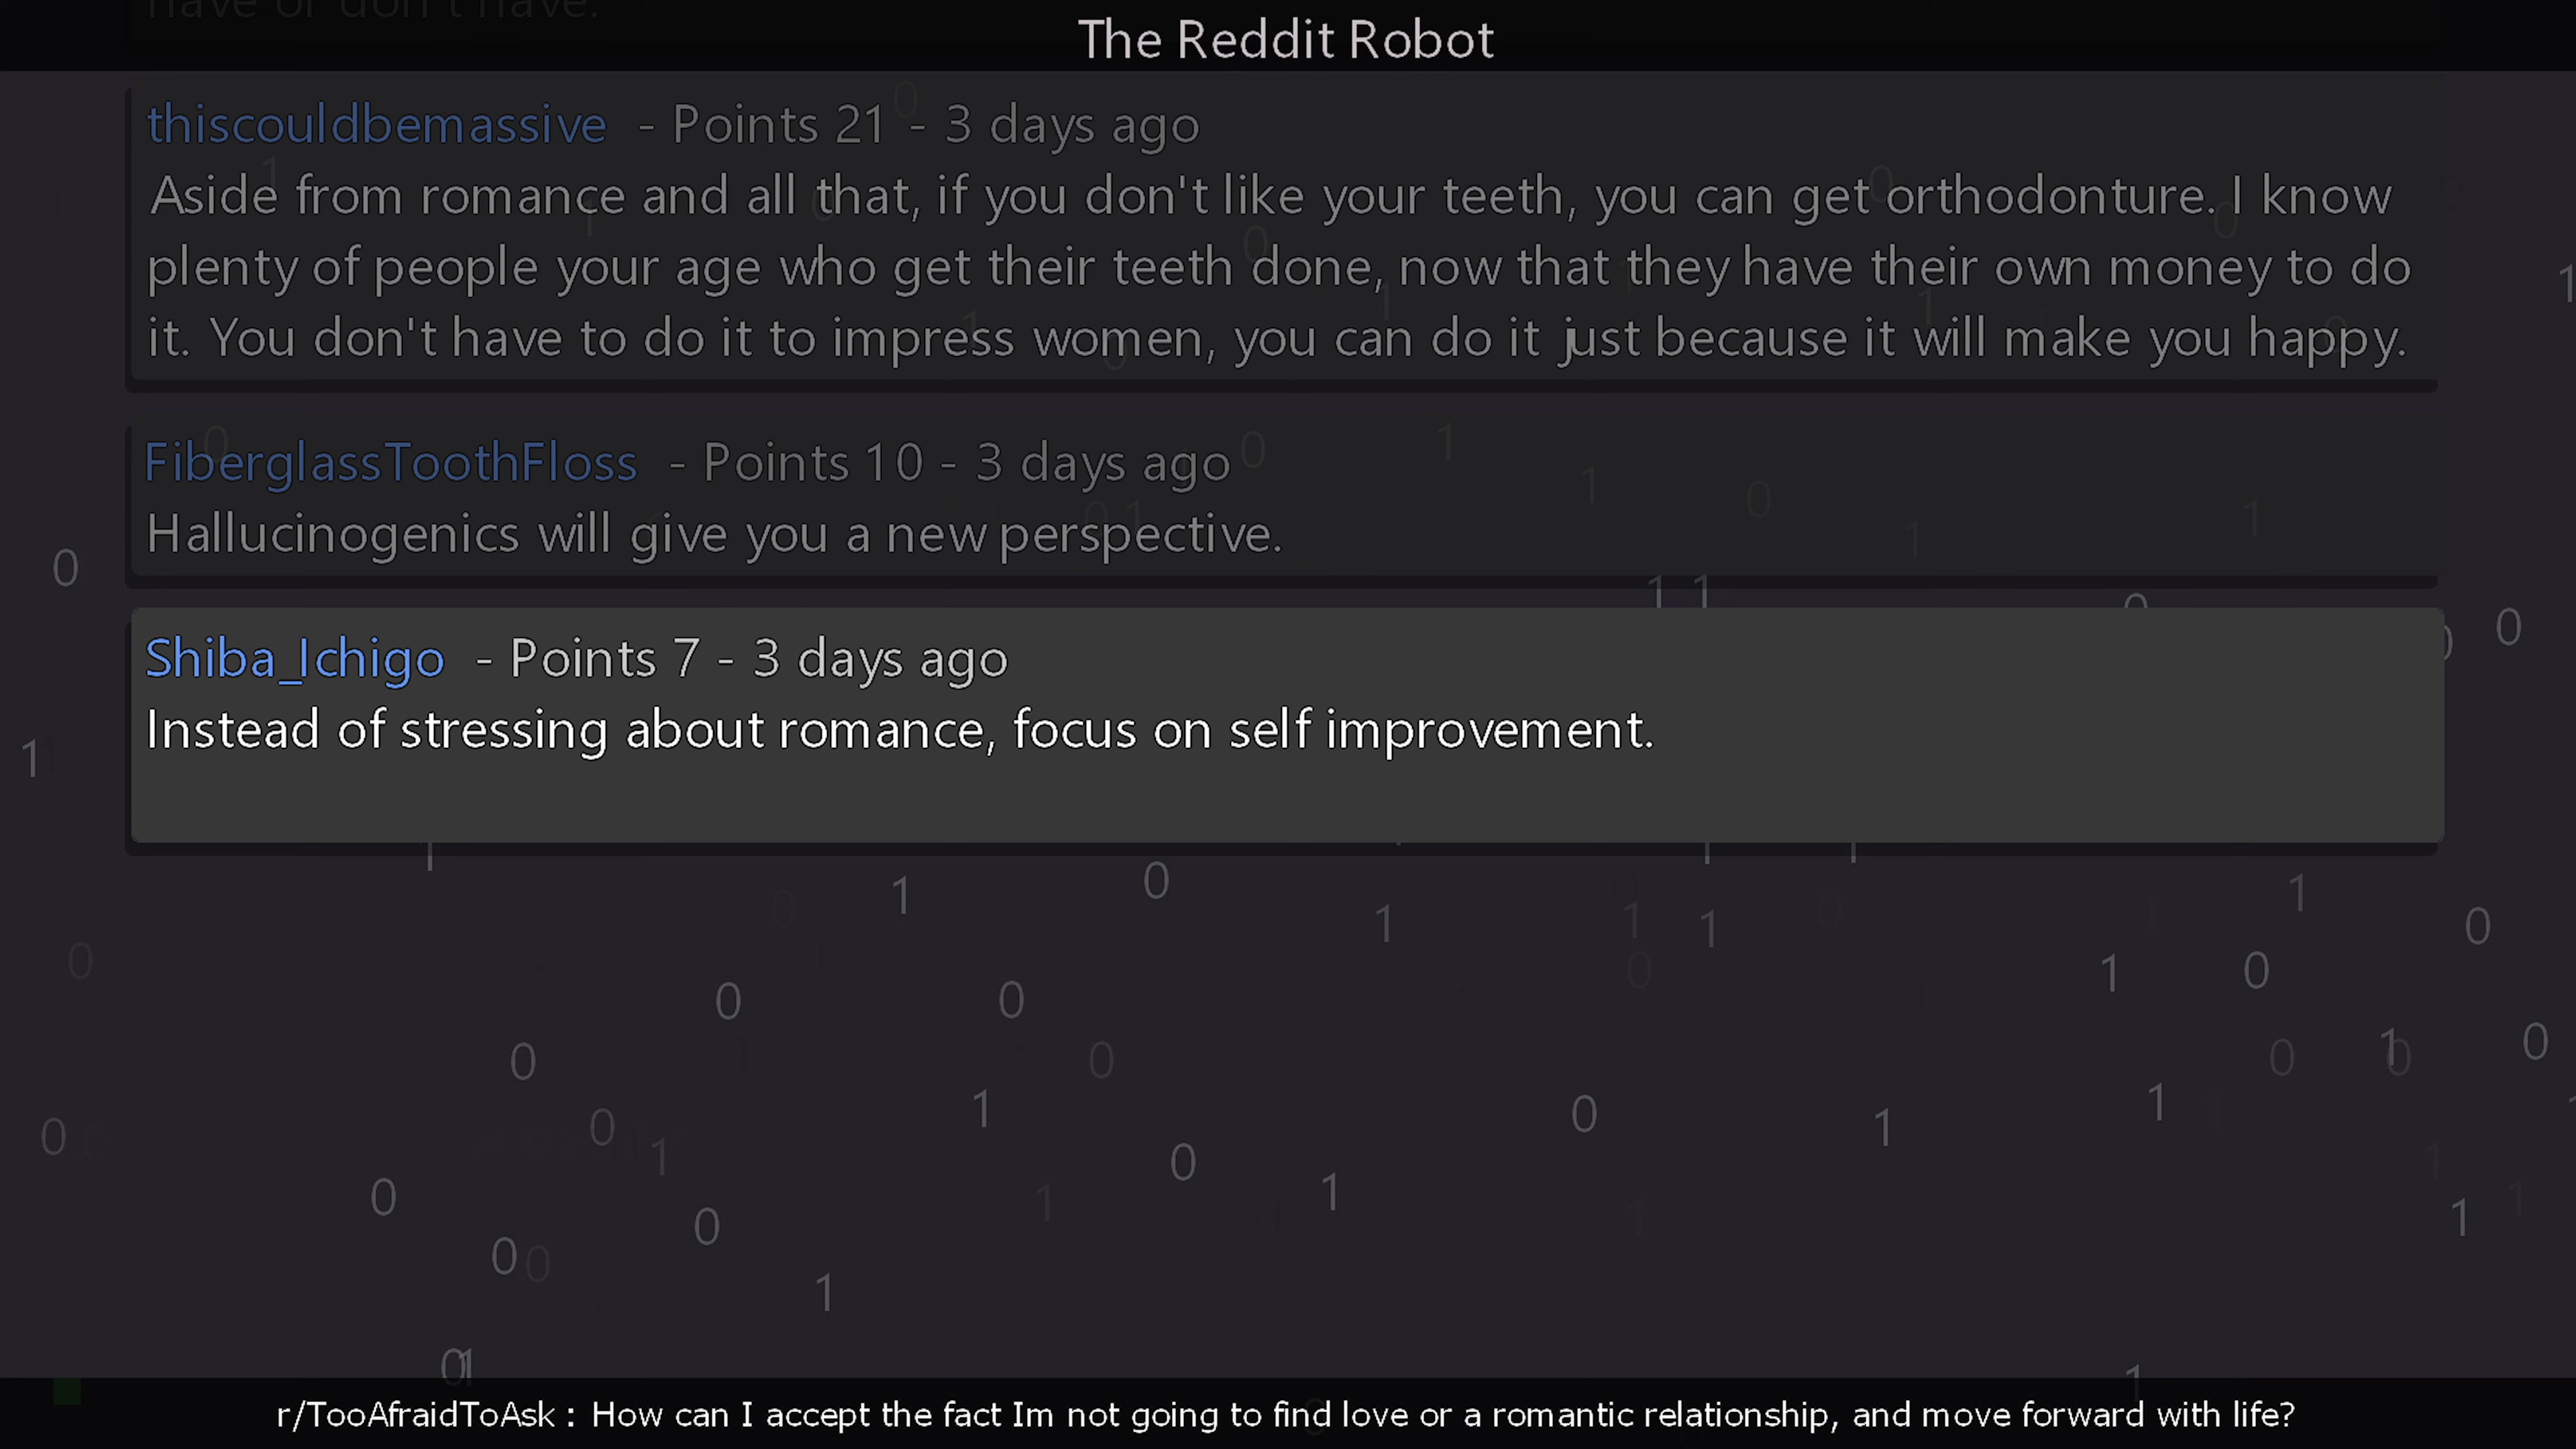 have or don't have.
The Reddit Robot
thiscouldbemassive - Points 21 - 3 days ago
Aside from romance and all that, if you don't like your teeth, you can get orthodonture. I know
plenty of people your age who get their teeth done, now that they have their own money to do
it. You don't have to do it to impress women, you can do it just because it will make you happy.
FiberglassToothFloss - Points 10 - 3 days ago
Hallucinogenics will give you a new perspective.
Shiba_Ichigo - Points 7 - 3 days ago
Instead of stressing about romance, focus on self improvement.
r/TooAfraidToAsk : How can I accept the fact Im not going to find love or a romantic relationship, and move forward with life?